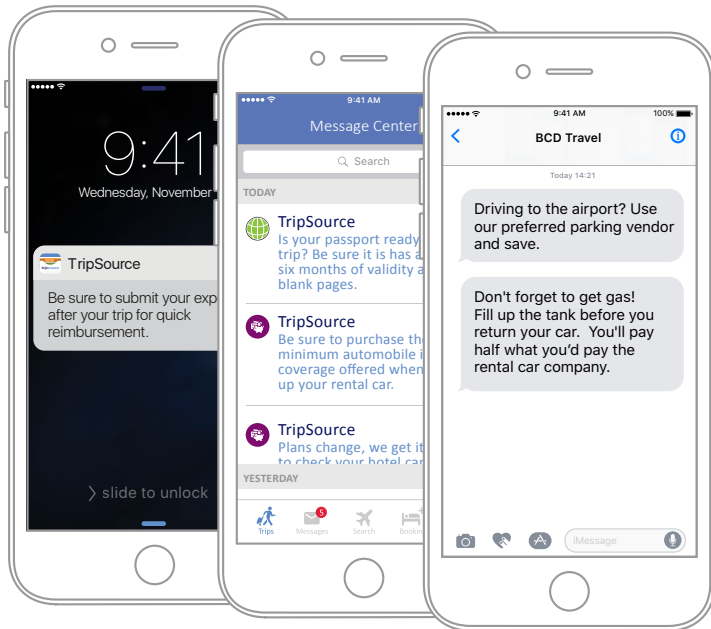 9:41
Wednesday, November
TripSource
Be sure to submit your exp
after your trip for quick
reimbursement.
slide to unlock
9:41 AM
Message Center
Search
TODAY
TripSource
Is your passport ready
trip? Be sure it is has a
six months of validity a
blank pages.
TripSource
Be sure to purchase th
minimum automobile i
coverage offered when
up your rental car.
TripSource
Plans change, we get it
to check your hotel can
YESTERDAY
5
Trips Messages Search Bookin
9:41 AM 100%
BCD Travel
Today 14:21
Driving to the airport? Use
our preferred parking vendor
and save.
Don't forget to get gas!
Fill up the tank before you
return your car. You'll pay
half what you'd pay the
rental car company.
iMessage